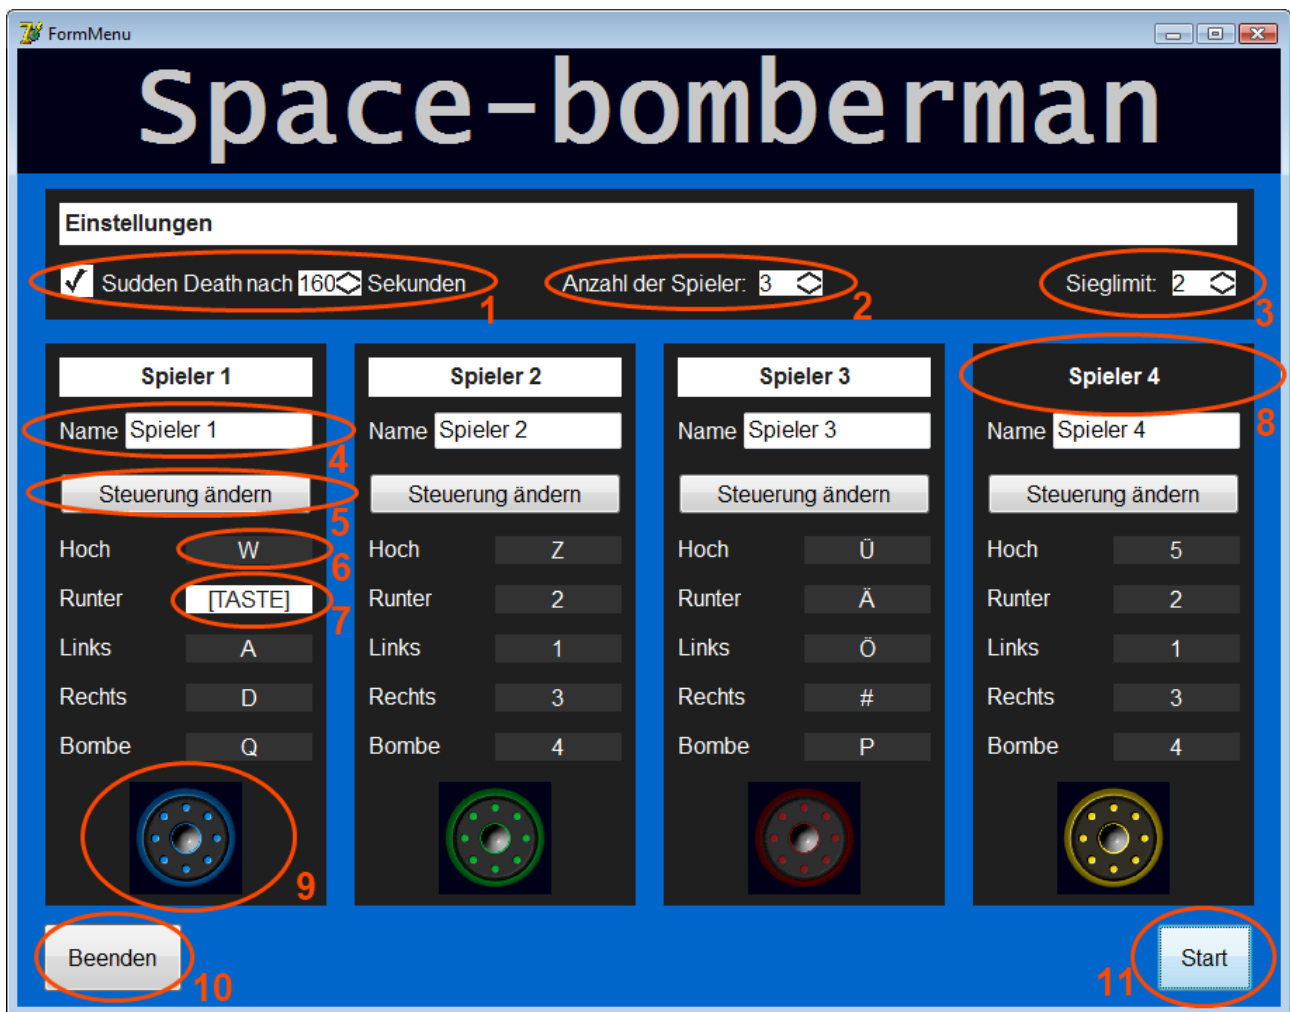 FormMenu
Space-bomberman
Einstellungen
Sudden Death nach 160 Sekunden
1
Anzahl der Spieler: 3
2
Sieglimit: 2
3
Spieler 1
Name Spieler 1
4
Steuerung ändern
5
Hoch W
6
Runter [TASTE]
7
Links A
Rechts D
Bombe Q
9
Spieler 2
Name Spieler 2
Steuerung ändern
Hoch Z
Runter 2
Links 1
Rechts 3
Bombe 4
Spieler 3
Name Spieler 3
Steuerung ändern
Hoch Ü
Runter Ä
Links Ö
Rechts #
Bombe P
Spieler 4
8
Name Spieler 4
Steuerung ändern
Hoch 5
Runter 2
Links 1
Rechts 3
Bombe 4
Beenden
10
Start
11